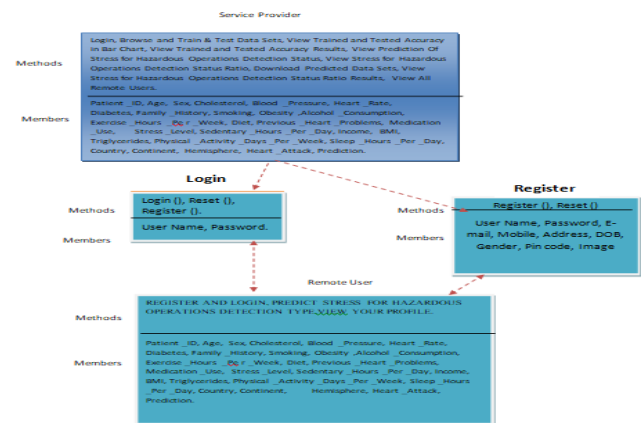 Service Provider
Methods
Login, Browse and Train & Test Data Sets, View Trained and Tested Accuracy
in Bar Chart, View Trained and Tested Accuracy Results, View Prediction Of
Stress for Hazardous Operations Detection Status, View Stress for Hazardous
Operations Detection Status Ratio, Download Predicted Data Sets, View
Stress for Hazardous Operations Detection Status Ratio Results, View All
Remote Users.
Members
Patient _ID, Age, Sex, Cholesterol, Blood _Pressure, Heart _Rate,
Diabetes, Family _History, Smoking, Obesity ,Alcohol _Consumption,
Exercise _Hours _Pe r _Week, Diet, Previous _Heart _Problems, Medication
_Use, Stress _Level, Sedentary _Hours _Per _Day, Income, BMI,
Triglycerides, Physical _Activity _Days _Per _Week, Sleep _Hours _Per _Day,
Country, Continent, Hemisphere, Heart _Attack, Prediction.
Login
Methods
Login (), Reset (),
Register ().
Members
User Name, Password.
Register
Methods
Register (), Reset ()
Members
User Name, Password, E-
mail, Mobile, Address, DOB,
Gender, Pin code, Image
Remote User
Methods
REGISTER AND LOGIN, PREDICT STRESS FOR HAZARDOUS
OPERATIONS DETECTION TYPE,VIEW YOUR PROFILE.
Members
Patient _ID, Age, Sex, Cholesterol, Blood _Pressure, Heart _Rate,
Diabetes, Family _History, Smoking, Obesity ,Alcohol _Consumption,
Exercise _Hours _Pe r _Week, Diet, Previous _Heart _Problems,
Medication _Use, Stress _Level, Sedentary _Hours _Per _Day, Income,
BMI, Triglycerides, Physical _Activity _Days _Per _Week, Sleep _Hours
_Per _Day, Country, Continent, Hemisphere, Heart _Attack,
Prediction.